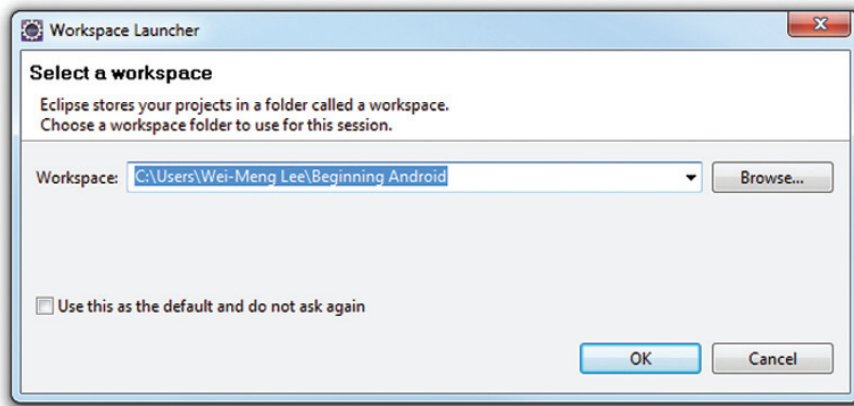 Workspace Launcher
Select a workspace
Eclipse stores your projects in a folder called a workspace.
Choose a workspace folder to use for this session.
Workspace: C:\Users\Wei-Meng Lee\Beginning Android Browse...
Use this as the default and do not ask again
OK Cancel